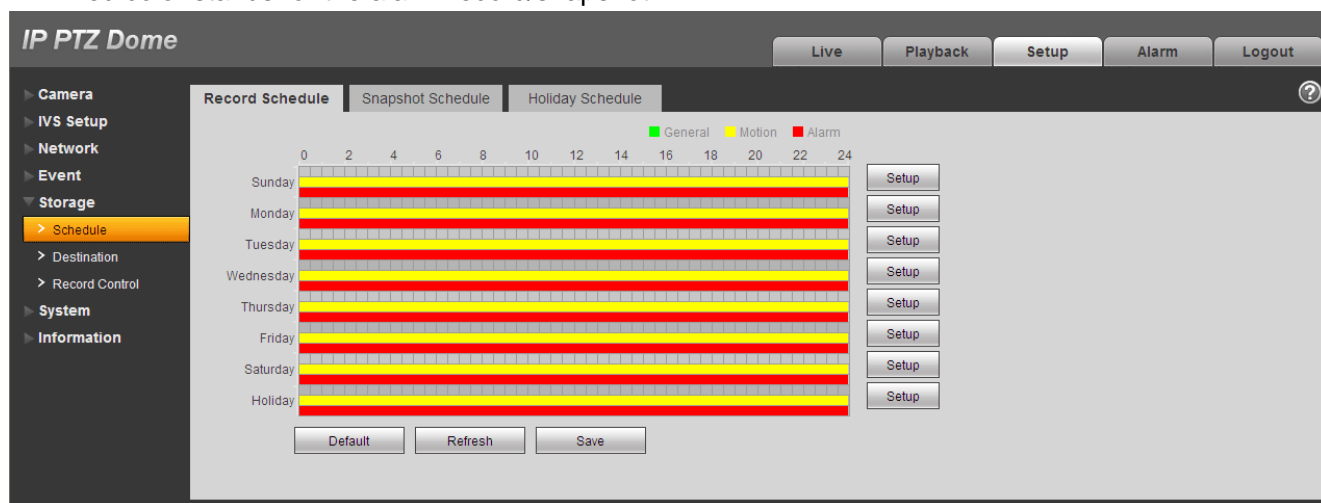 IP PTZ Dome
Live Playback Setup Alarm Logout
Camera
IVS Setup
Network
Event
Storage
Schedule
Destination
Record Control
System
Information
Record Schedule Snapshot Schedule Holiday Schedule
?
General Motion Alarm
0 2 4 6 8 10 12 14 16 18 20 22 24
Sunday Setup
Monday Setup
Tuesday Setup
Wednesday Setup
Thursday Setup
Friday Setup
Saturday Setup
Holiday Setup
Default Refresh Save